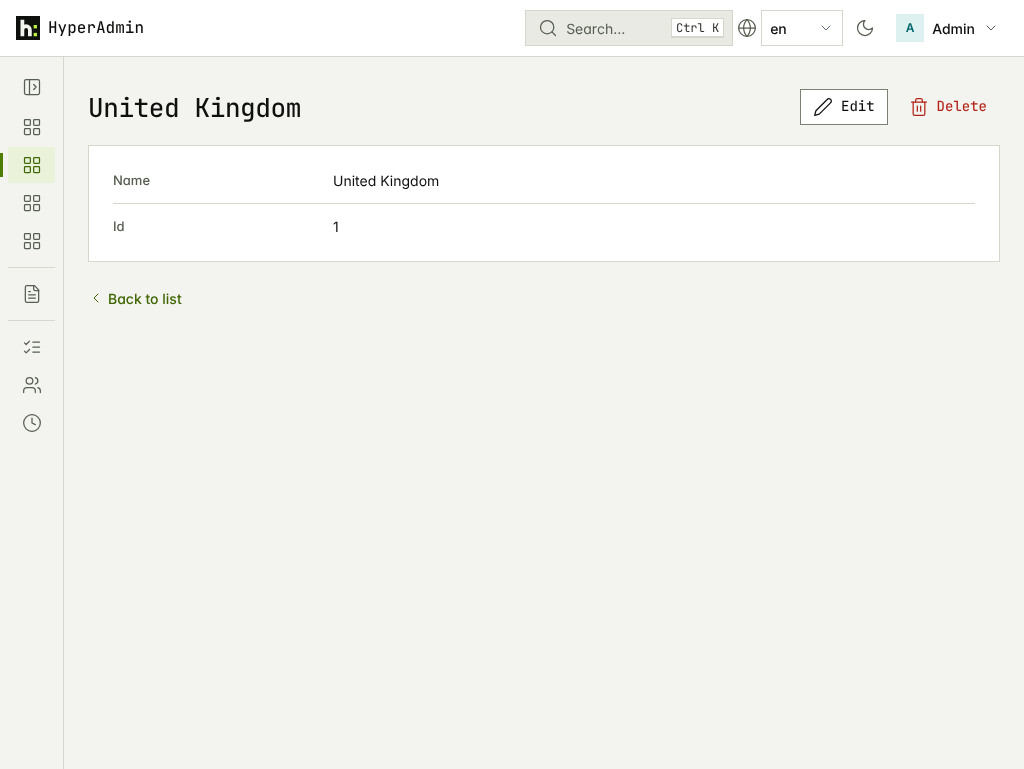 h: HyperAdmin
Search... Ctrl K
en
A Admin
United Kingdom
Edit
Delete
Name United Kingdom
Id 1
Back to list